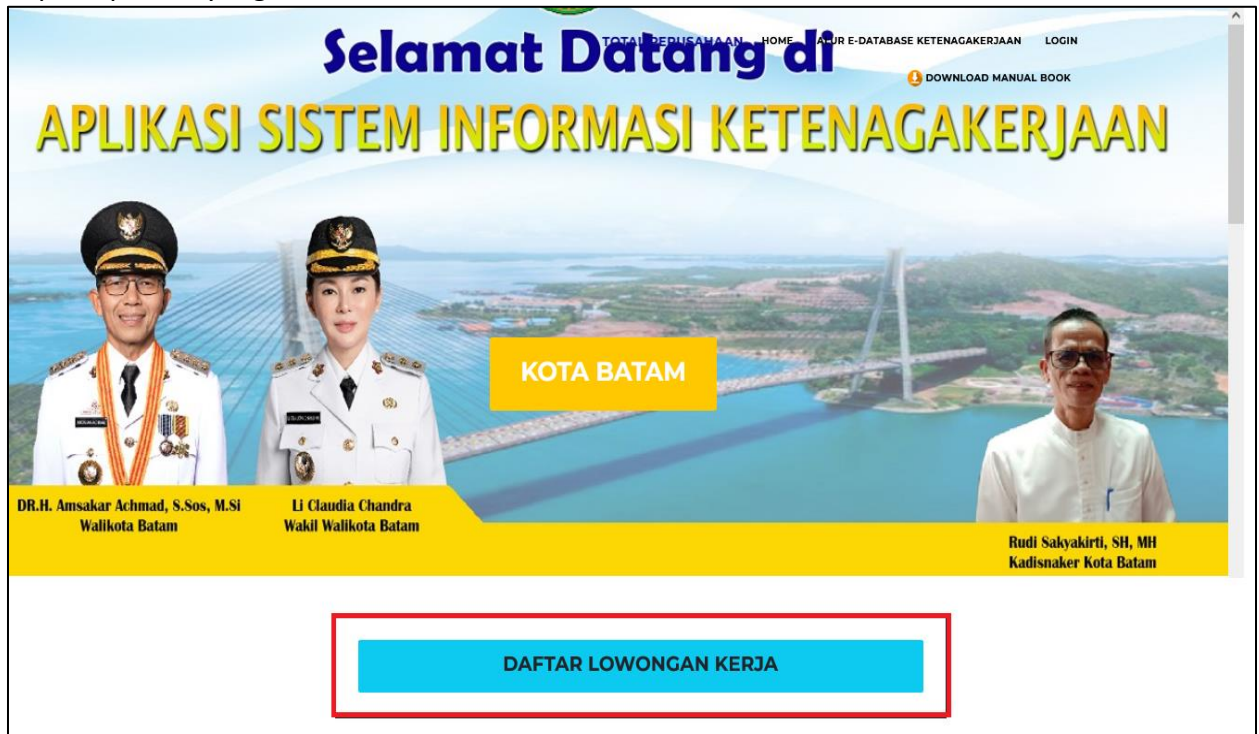 Selamat Datang di
TOTAL PERUSAHAAN HOME ALUR E-DATABASE KETENAGAKERJAAN LOGIN
DOWNLOAD MANUAL BOOK
APLIKASI SISTEM INFORMASI KETENAGAKERJAAN
KOTA BATAM
DR.H. Amsakar Achmad, S.Sos, M.Si
Walikota Batam
Li Claudia Chandra
Wakil Walikota Batam
Rudi Sakyakirti, SH, MH
Kadisnaker Kota Batam
DAFTAR LOWONGAN KERJA